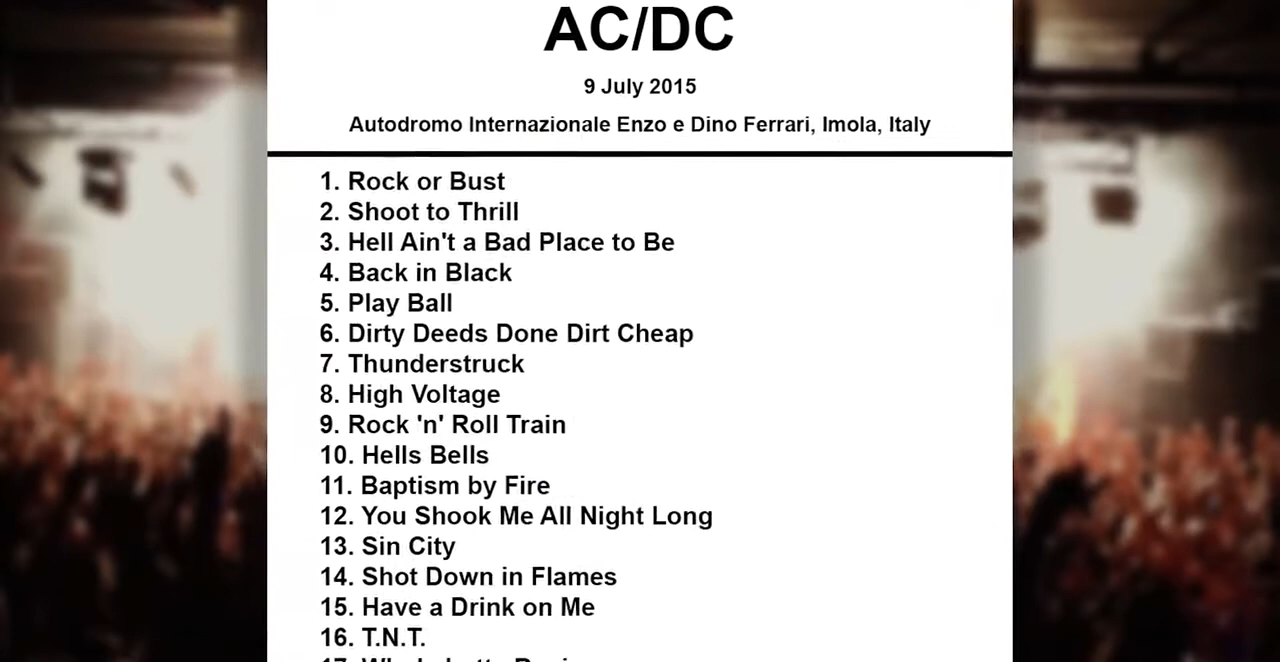 AC/DC
9 July 2015
Autodromo Internazionale Enzo e Dino Ferrari, Imola, Italy
1. Rock or Bust
2. Shoot to Thrill
3. Hell Ain't a Bad Place to Be
4. Back in Black
5. Play Ball
6. Dirty Deeds Done Dirt Cheap
7. Thunderstruck
8. High Voltage
9. Rock 'n' Roll Train
10. Hells Bells
11. Baptism by Fire
12. You Shook Me All Night Long
13. Sin City
14. Shot Down in Flames
15. Have a Drink on Me
16. T.N.T.